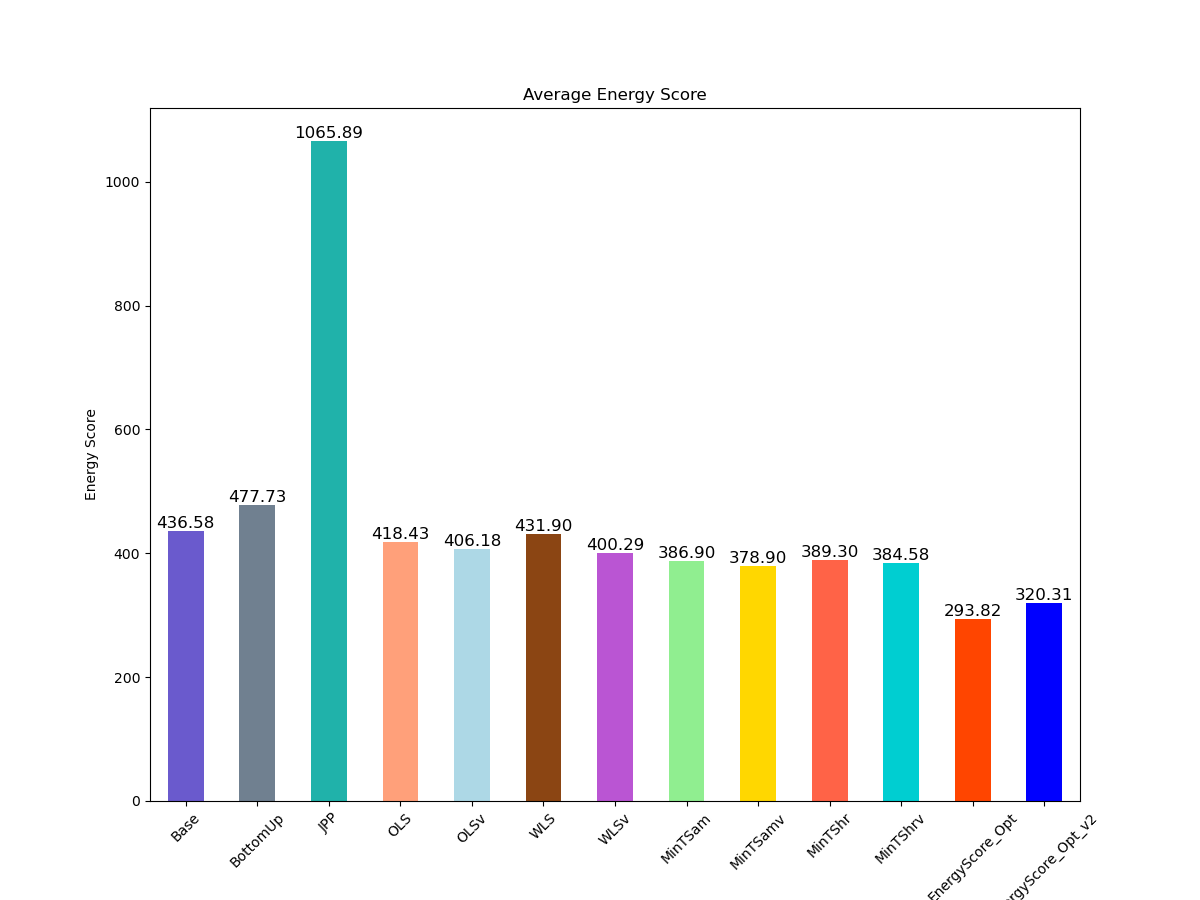 Average Energy Score
Energy Score
1000
800
600
400
200
0
436.58
477.73
1065.89
418.43
406.18
431.90
400.29
386.90
378.90
389.30
384.58
293.82
320.31
Base
BottomUp
JPP
OLS
OLSv
WLS
WLSv
MinTSam
MinTSamv
MinTShr
MinTShrv
EnergyScore_Opt
rgyScore_Opt_v2